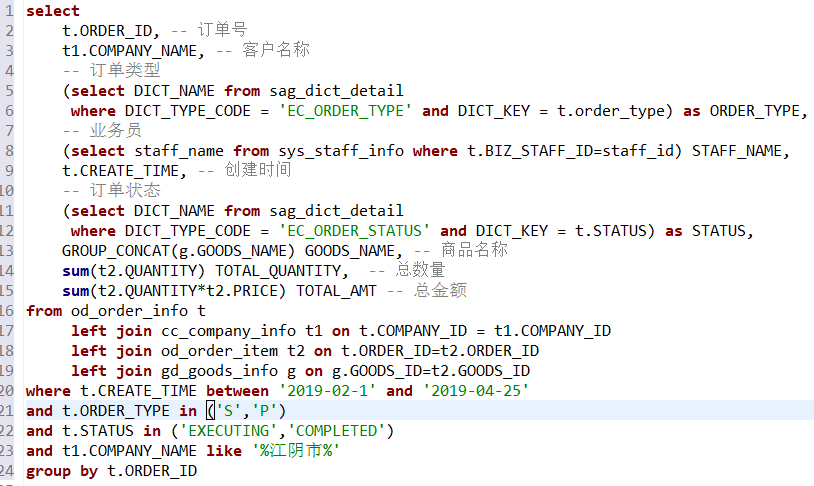 1 select
2 t.ORDER_ID, -- 订单号
3 t1.COMPANY_NAME, -- 客户名称
4 -- 订单类型
5 (select DICT_NAME from sag_dict_detail
6 where DICT_TYPE_CODE = 'EC_ORDER_TYPE' and DICT_KEY = t.order_type) as ORDER_TYPE,
7 -- 业务员
8 (select staff_name from sys_staff_info where t.BIZ_STAFF_ID=staff_id) STAFF_NAME,
9 t.CREATE_TIME, -- 创建时间
10 -- 订单状态
11 (select DICT_NAME from sag_dict_detail
12 where DICT_TYPE_CODE = 'EC_ORDER_STATUS' and DICT_KEY = t.STATUS) as STATUS,
13 GROUP_CONCAT(g.GOODS_NAME) GOODS_NAME, -- 商品名称
14 sum(t2.QUANTITY) TOTAL_QUANTITY, -- 总数量
15 sum(t2.QUANTITY*t2.PRICE) TOTAL_AMT -- 总金额
16 from od_order_info t
17 left join cc_company_info t1 on t.COMPANY_ID = t1.COMPANY_ID
18 left join od_order_item t2 on t.ORDER_ID=t2.ORDER_ID
19 left join gd_goods_info g on g.GOODS_ID=t2.GOODS_ID
20 where t.CREATE_TIME between '2019-02-1' and '2019-04-25'
21 and t.ORDER_TYPE in ('S','P')
22 and t.STATUS in ('EXECUTING','COMPLETED')
23 and t1.COMPANY_NAME like '%江阴市%'
24 group by t.ORDER_ID